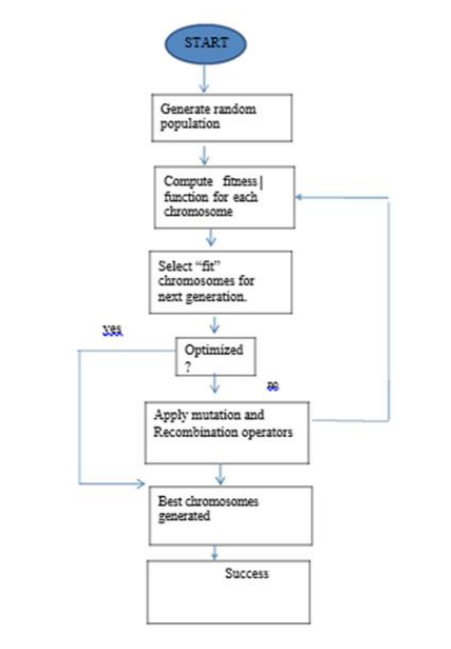 START
Generate random
population
Compute fitness|
function for each
chromosome
Select “fit”
chromosomes for
next generation.
yes
Optimized
?
no
Apply mutation and
Recombination operators
Best chromosomes
generated
Success